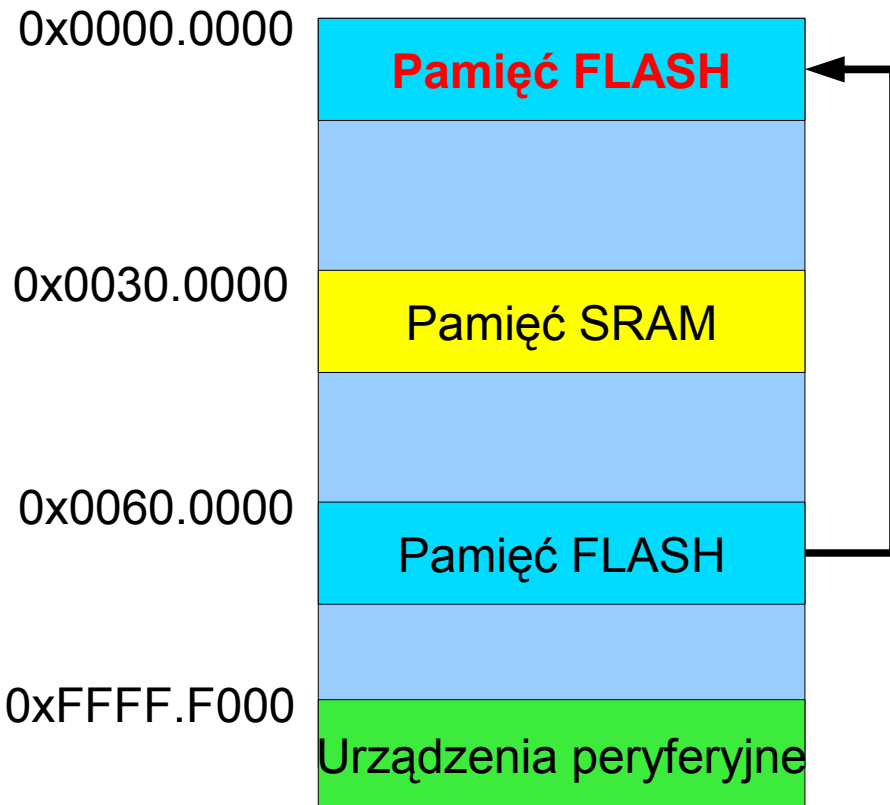 0x0000.0000
Pamięć FLASH
0x0030.0000
Pamięć SRAM
0x0060.0000
Pamięć FLASH
0xFFFF.F000
Urządzenia peryferyjne